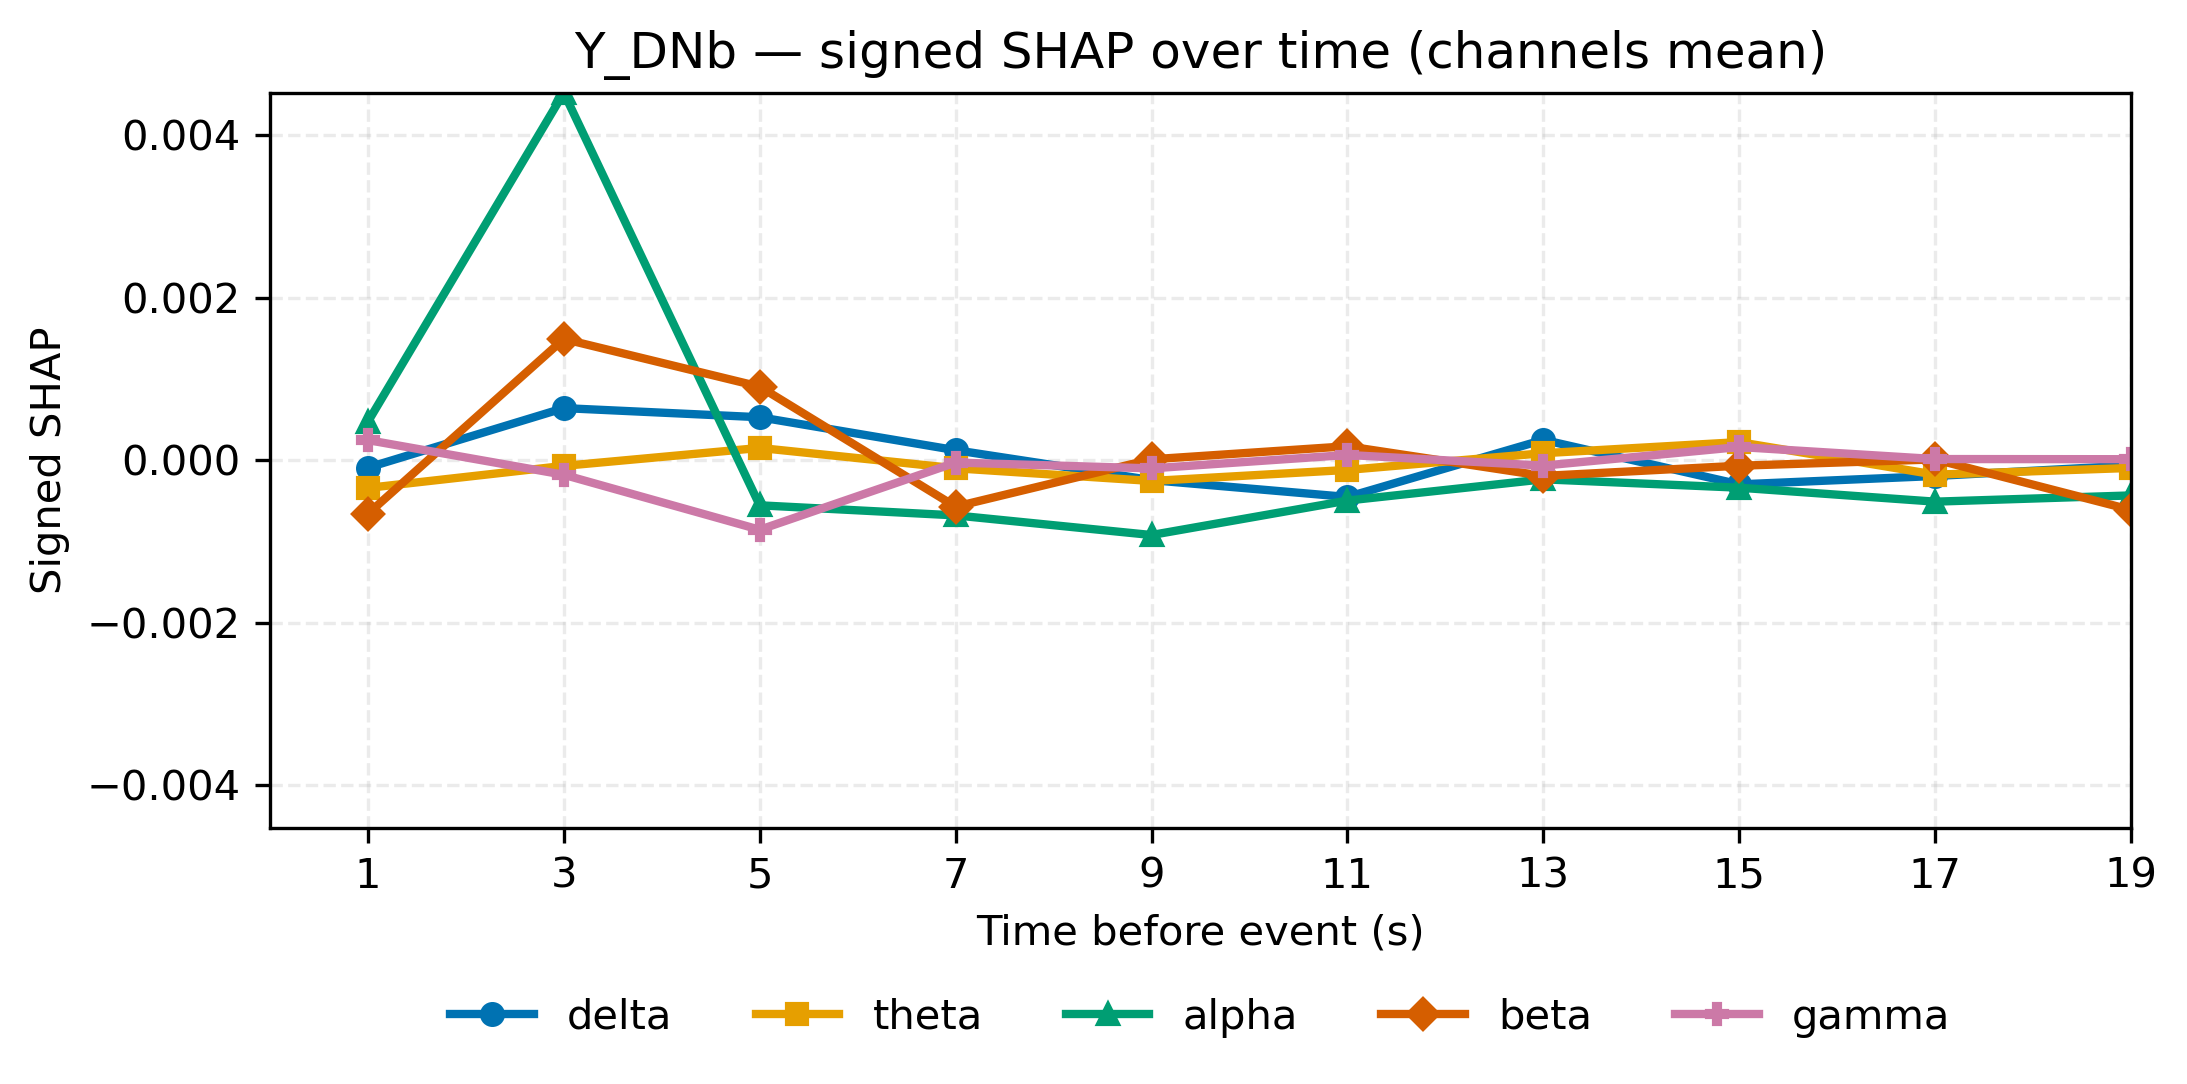 Y_DNb — signed SHAP over time (channels mean)
Signed SHAP
0.004
0.002
0.000
−0.002
−0.004
1 3 5 7 9 11 13 15 17 19
Time before event (s)
delta theta alpha beta gamma